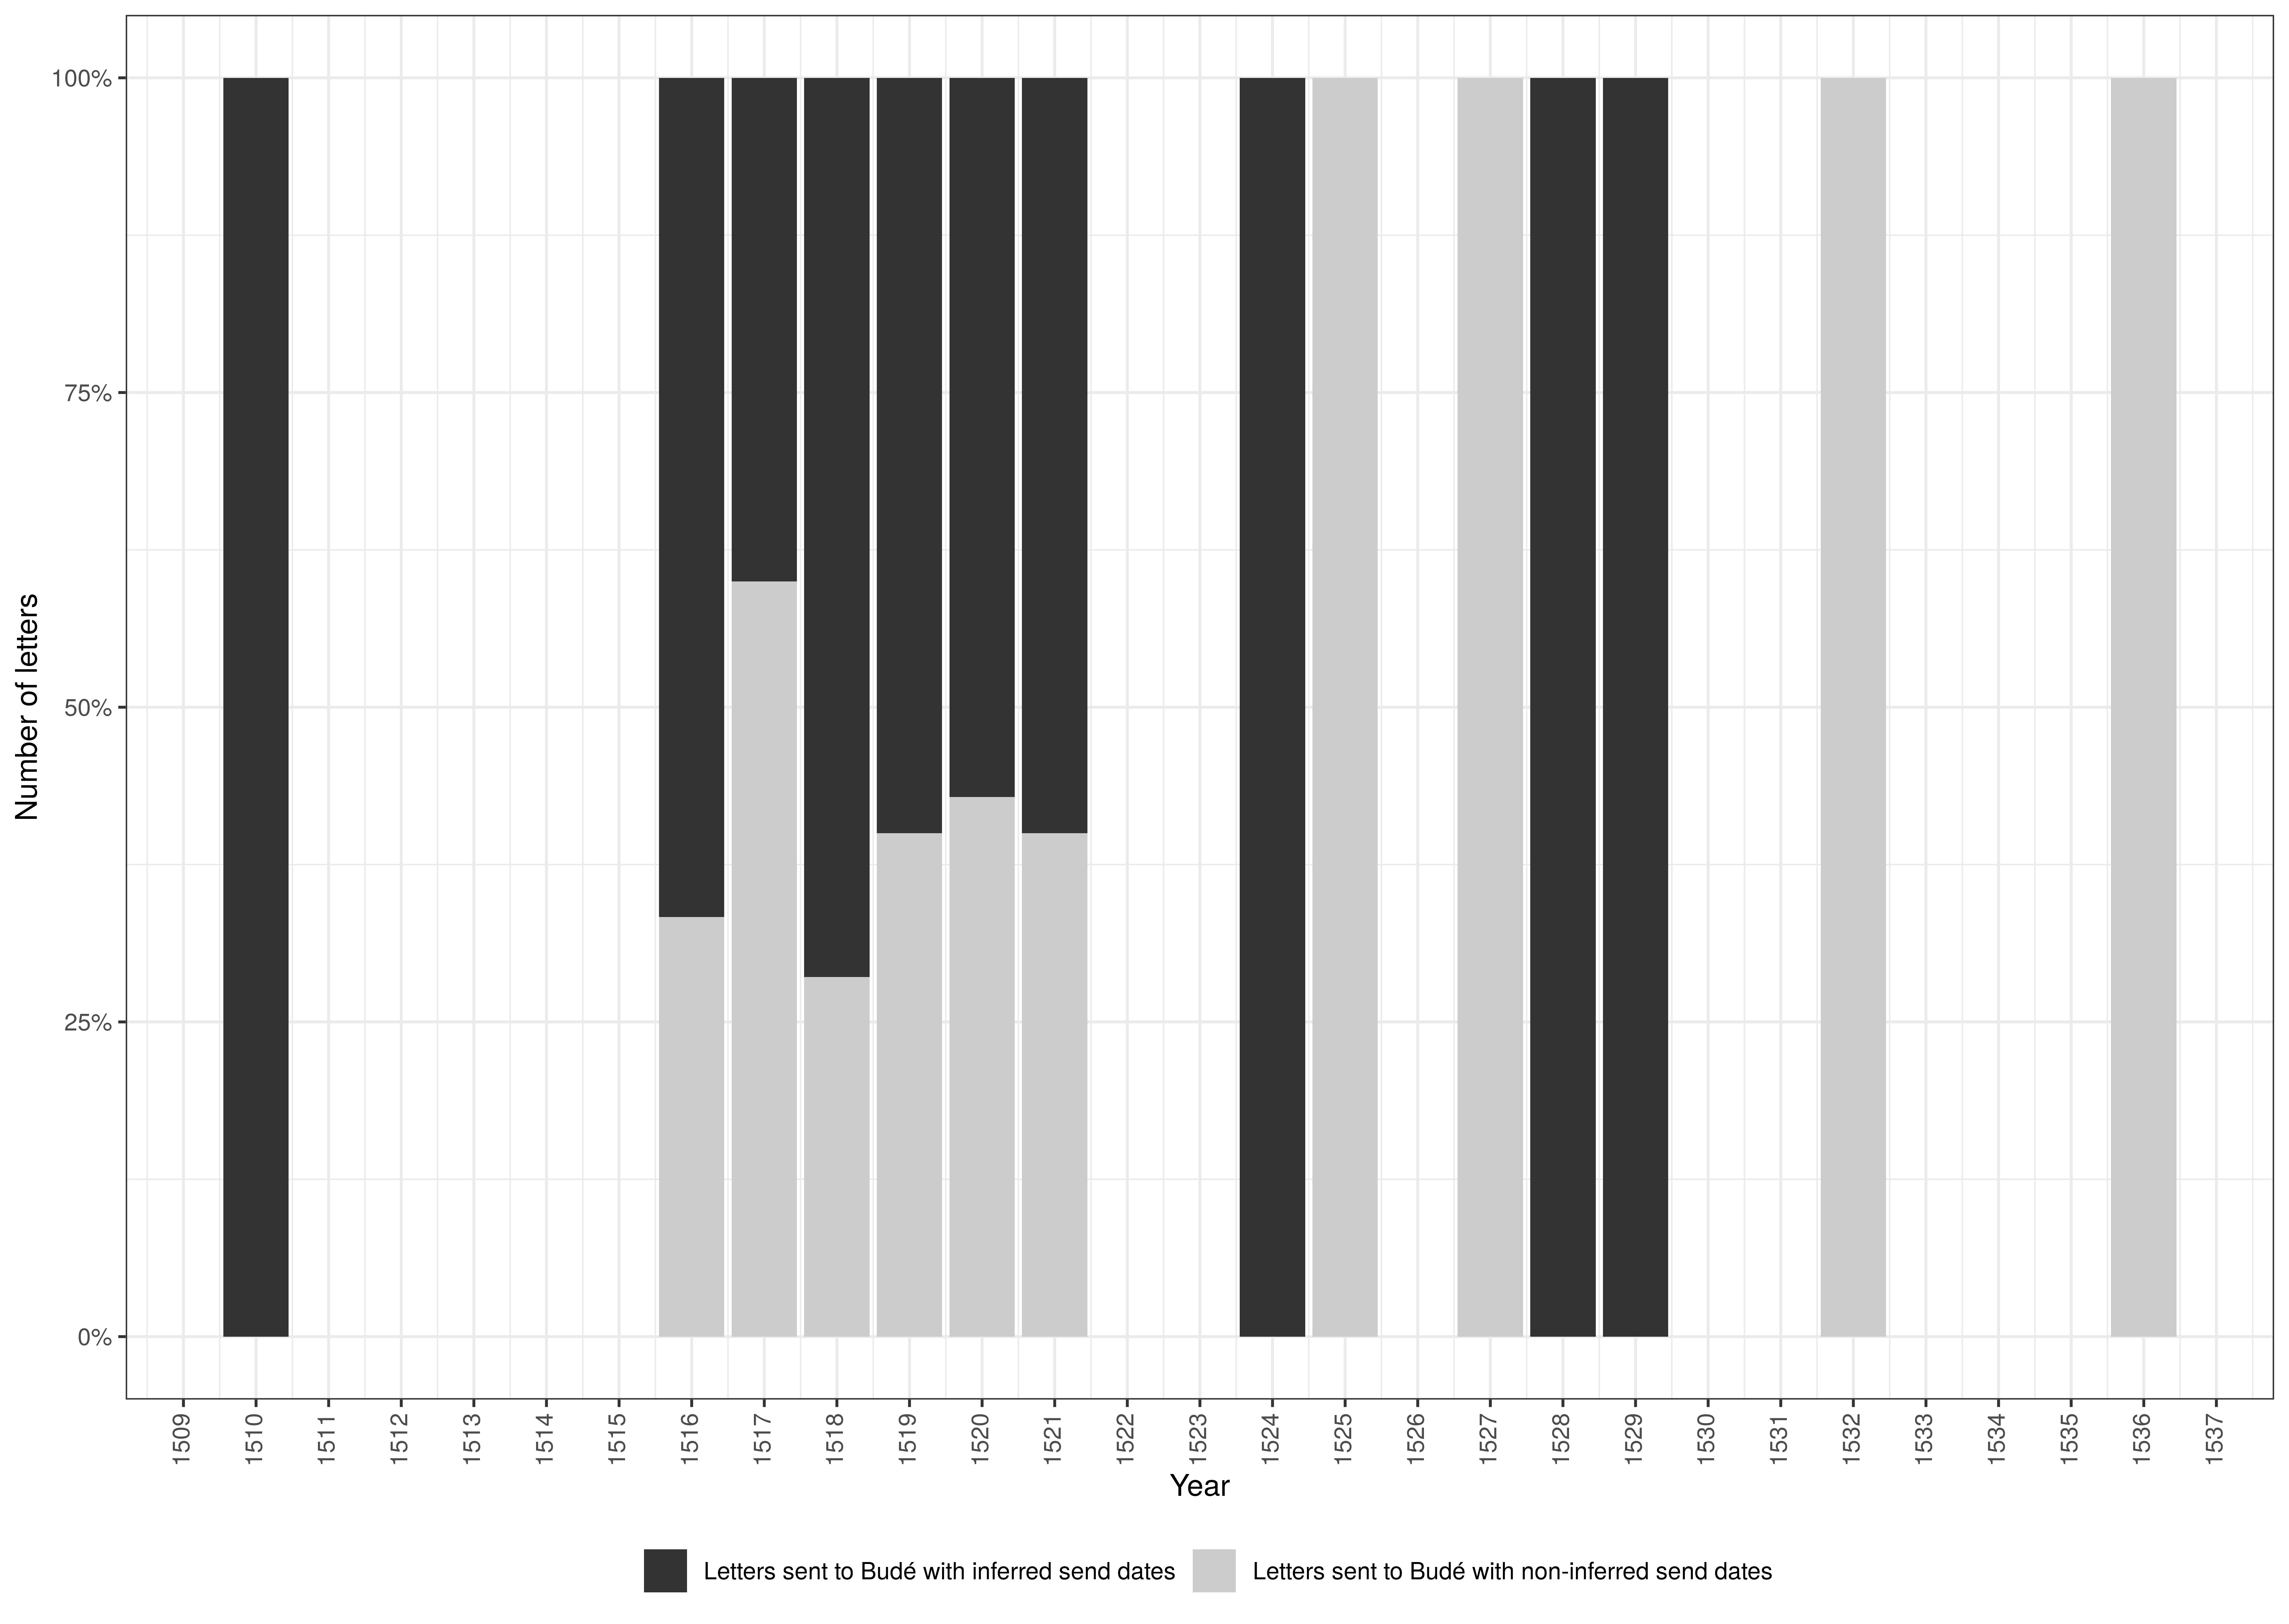 Number of letters
100%
75%
50%
25%
0%
1509 1510 1511 1512 1513 1514 1515 1516 1517 1518 1519 1520 1521 1522 1523 1524 1525 1526 1527 1528 1529 1530 1531 1532 1533 1534 1535 1536 1537
Year
Letters sent to Budé with inferred send dates Letters sent to Budé with non-inferred send dates